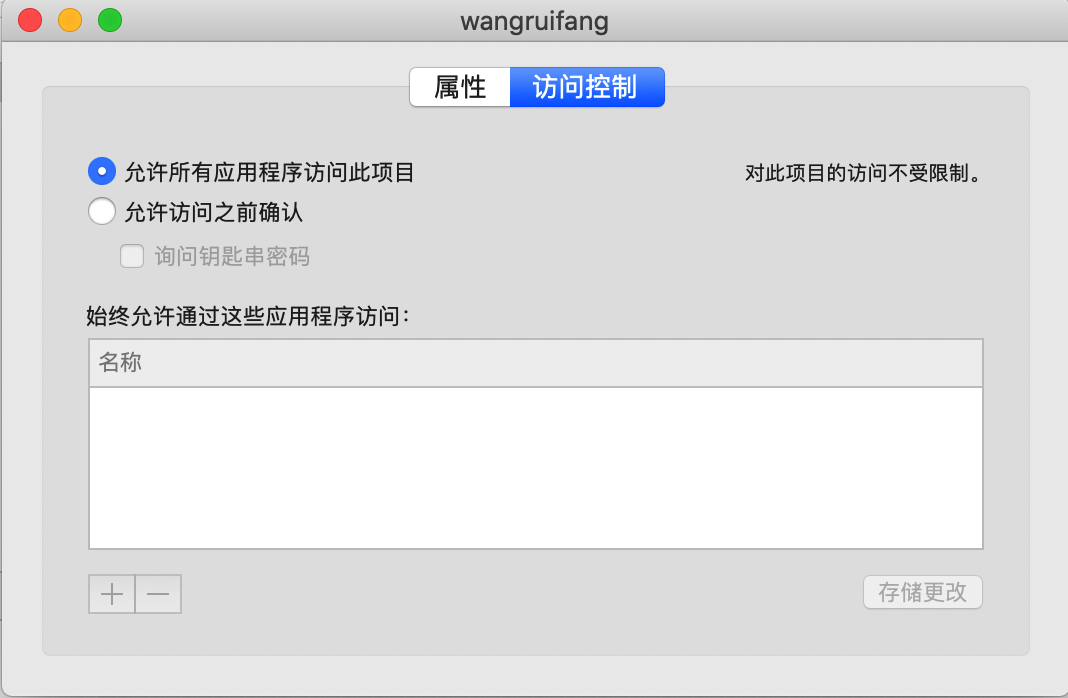 wangruifang
属性 访问控制
允许所有应用程序访问此项目 对此项目的访问不受限制。
允许访问之前确认
询问钥匙串密码
始终允许通过这些应用程序访问：
名称
存储更改